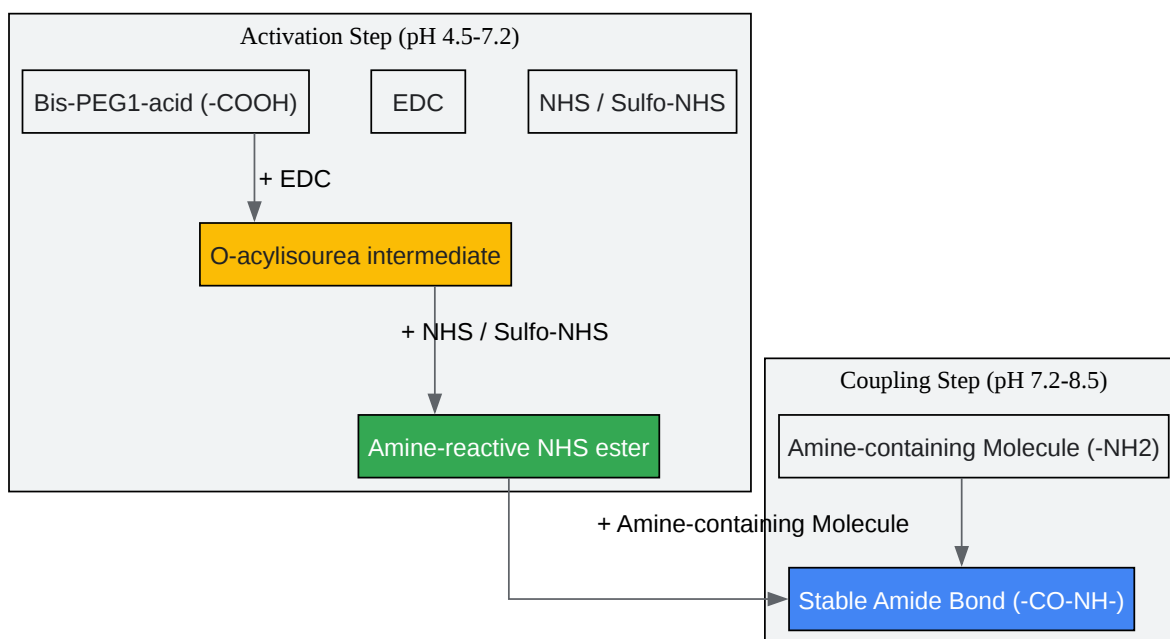 Activation Step (pH 4.5-7.2)
Bis-PEG1-acid (-COOH)
EDC
NHS / Sulfo-NHS
+ EDC
O-acylisourea intermediate
+ NHS / Sulfo-NHS
Amine-reactive NHS ester
Coupling Step (pH 7.2-8.5)
Amine-containing Molecule (-NH2)
+ Amine-containing Molecule
Stable Amide Bond (-CO-NH-)